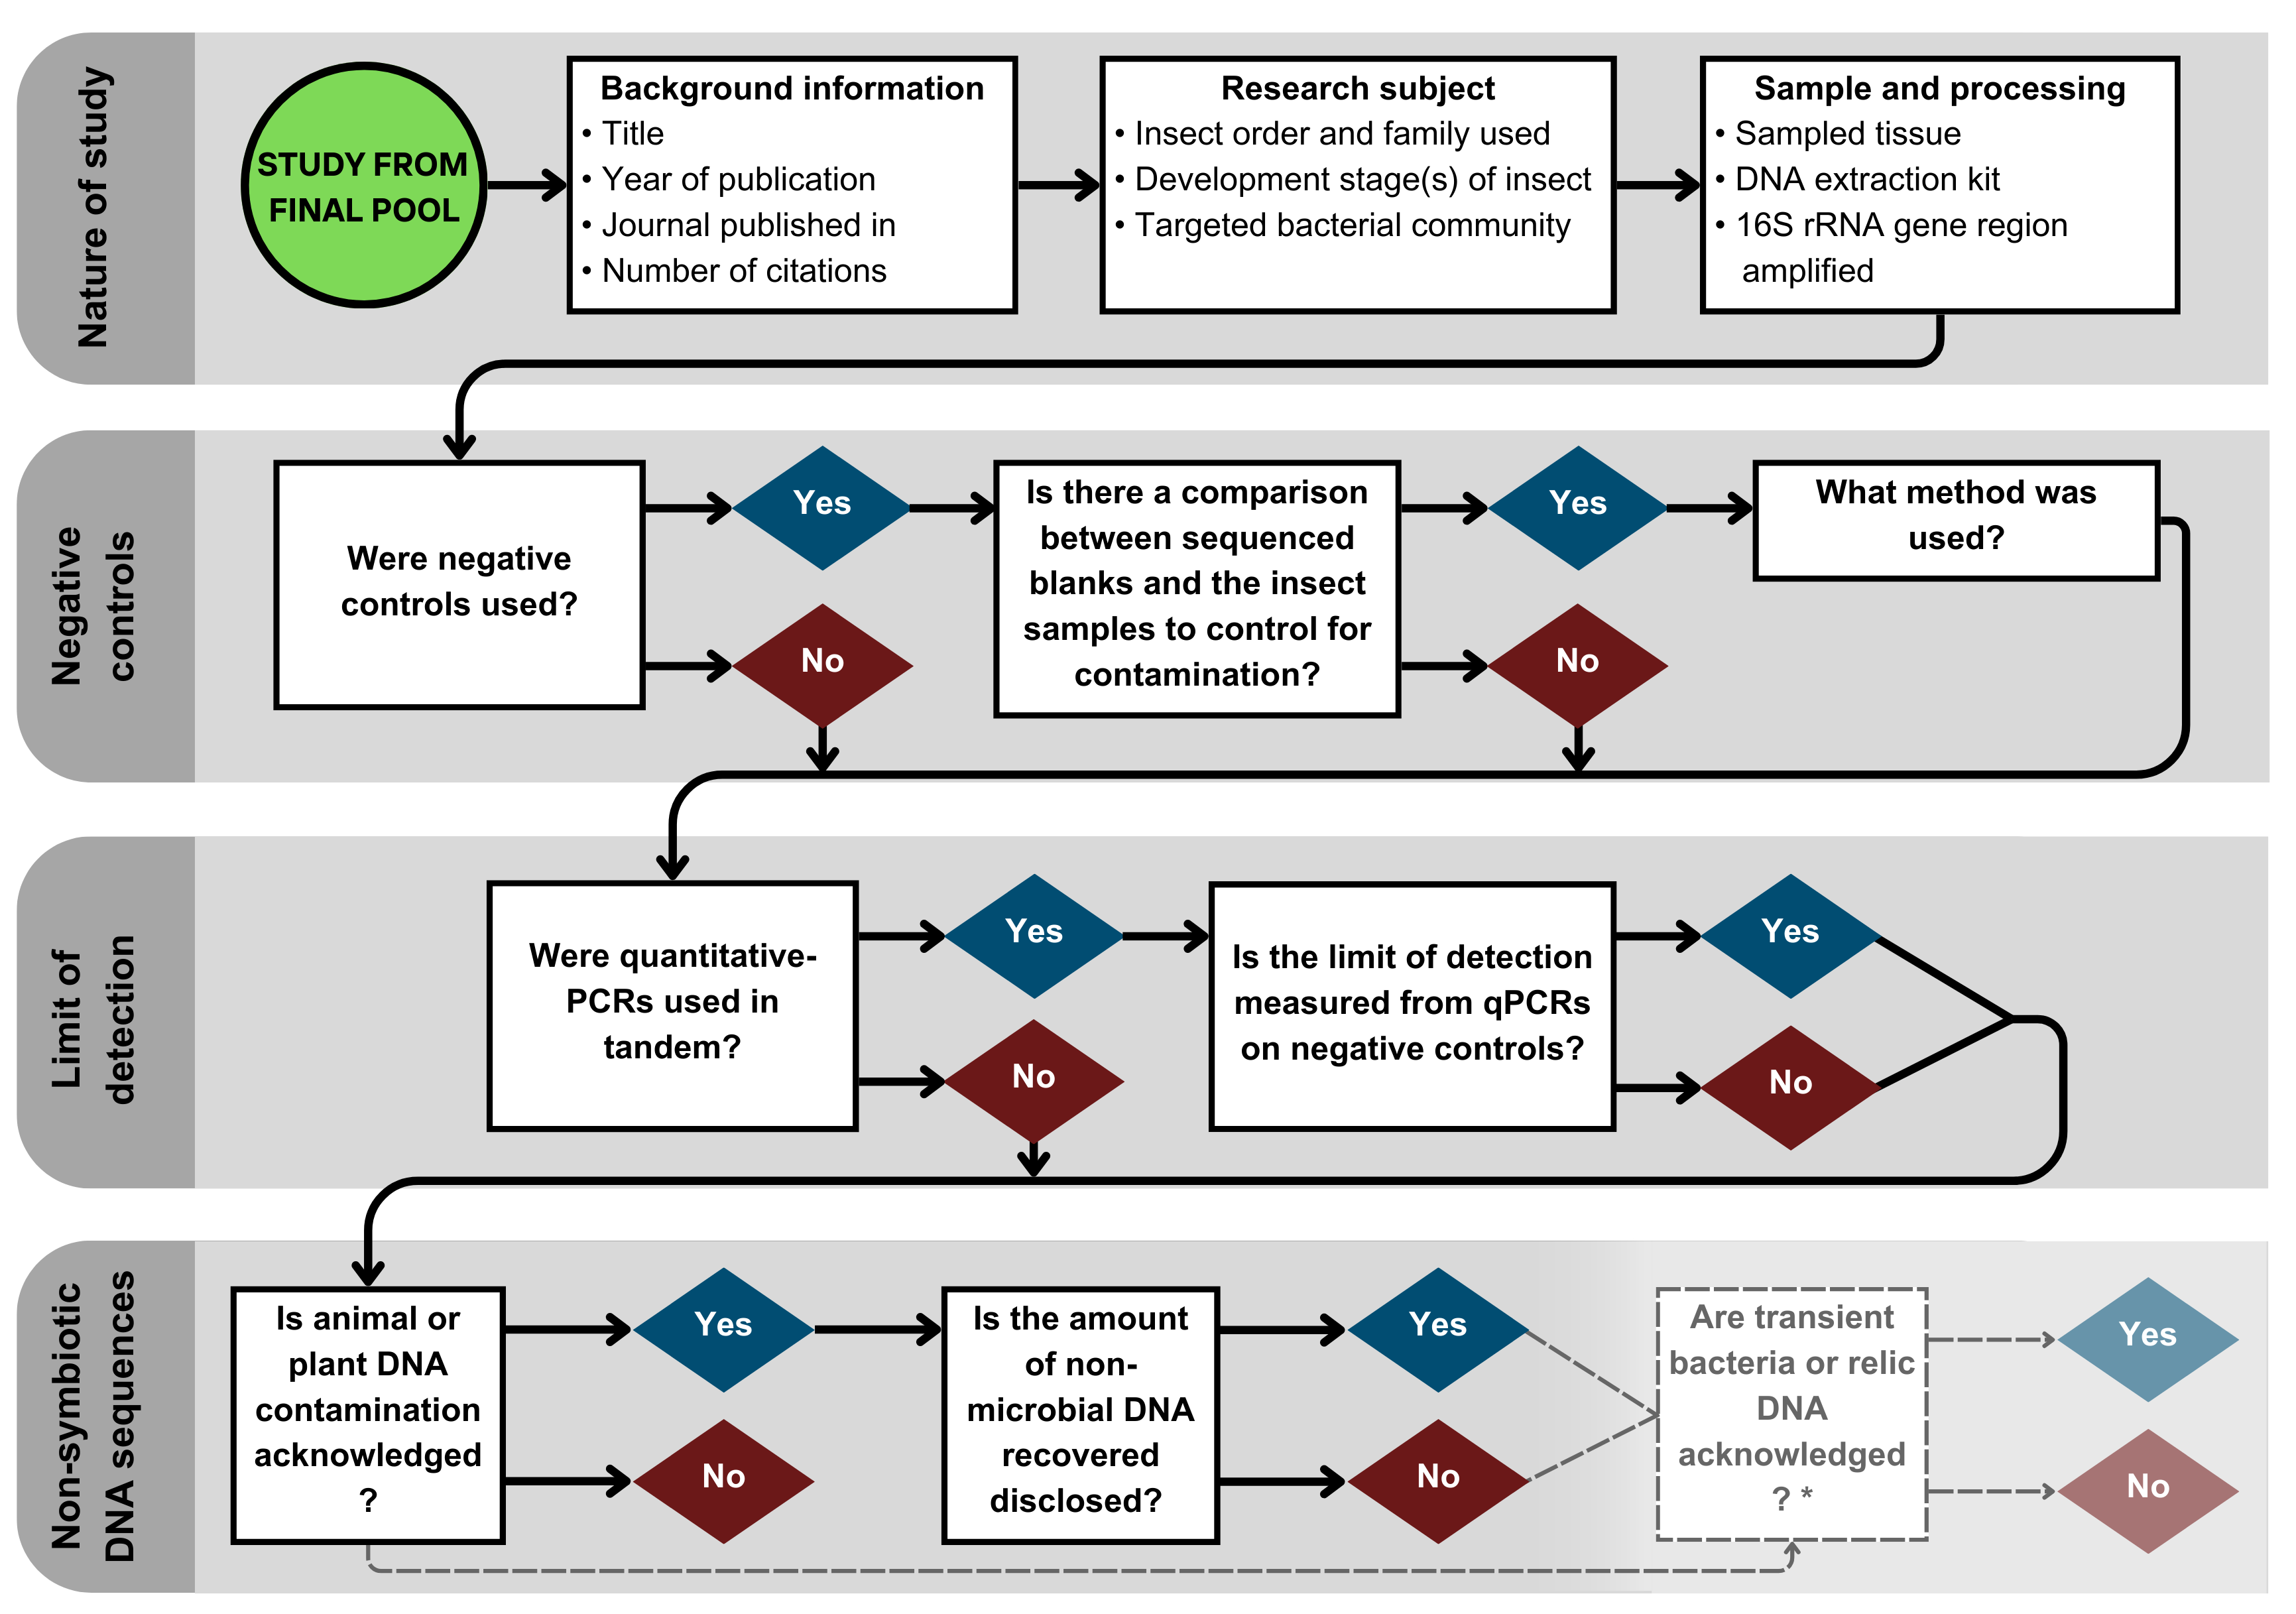 Nature of study
STUDY FROM
FINAL POOL
Background information
• Title
• Year of publication
• Journal published in
• Number of citations
Research subject
• Insect order and family used
• Development stage(s) of insect
• Targeted bacterial community
Sample and processing
• Sampled tissue
• DNA extraction kit
• 16S rRNA gene region
amplified
Negative
controls
Were negative
controls used?
Yes
No
Is there a comparison
between sequenced
blanks and the insect
samples to control for
contamination?
Yes
No
What method was
used?
Limit of
detection
Were quantitative-
PCRs used in
tandem?
Yes
No
Is the limit of detection
measured from qPCRs
on negative controls?
Yes
No
Non-symbiotic
DNA sequences
Is animal or
plant DNA
contamination
acknowledged
?
Yes
No
Is the amount
of non-
microbial DNA
recovered
disclosed?
Yes
No
Are transient
bacteria or relic
DNA
acknowledged
? *
Yes
No